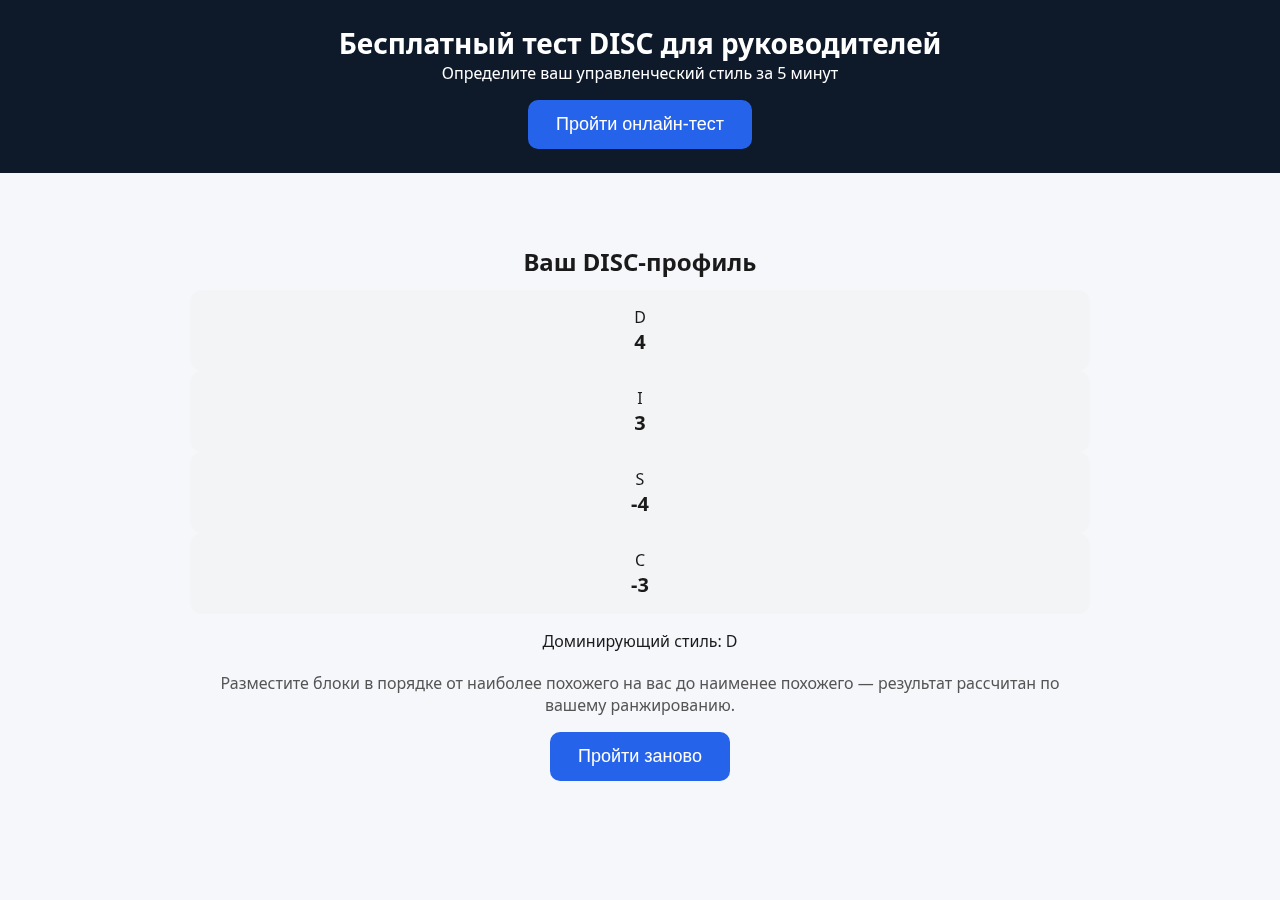 Бесплатный тест DISC для руководителей
Определите ваш управленческий стиль за 5 минут
Пройти онлайн-тест
Ваш DISC-профиль
D
4
I
3
S
-4
C
-3
Доминирующий стиль: D
Разместите блоки в порядке от наиболее похожего на вас до наименее похожего — результат рассчитан по
вашему ранжированию.
Пройти заново